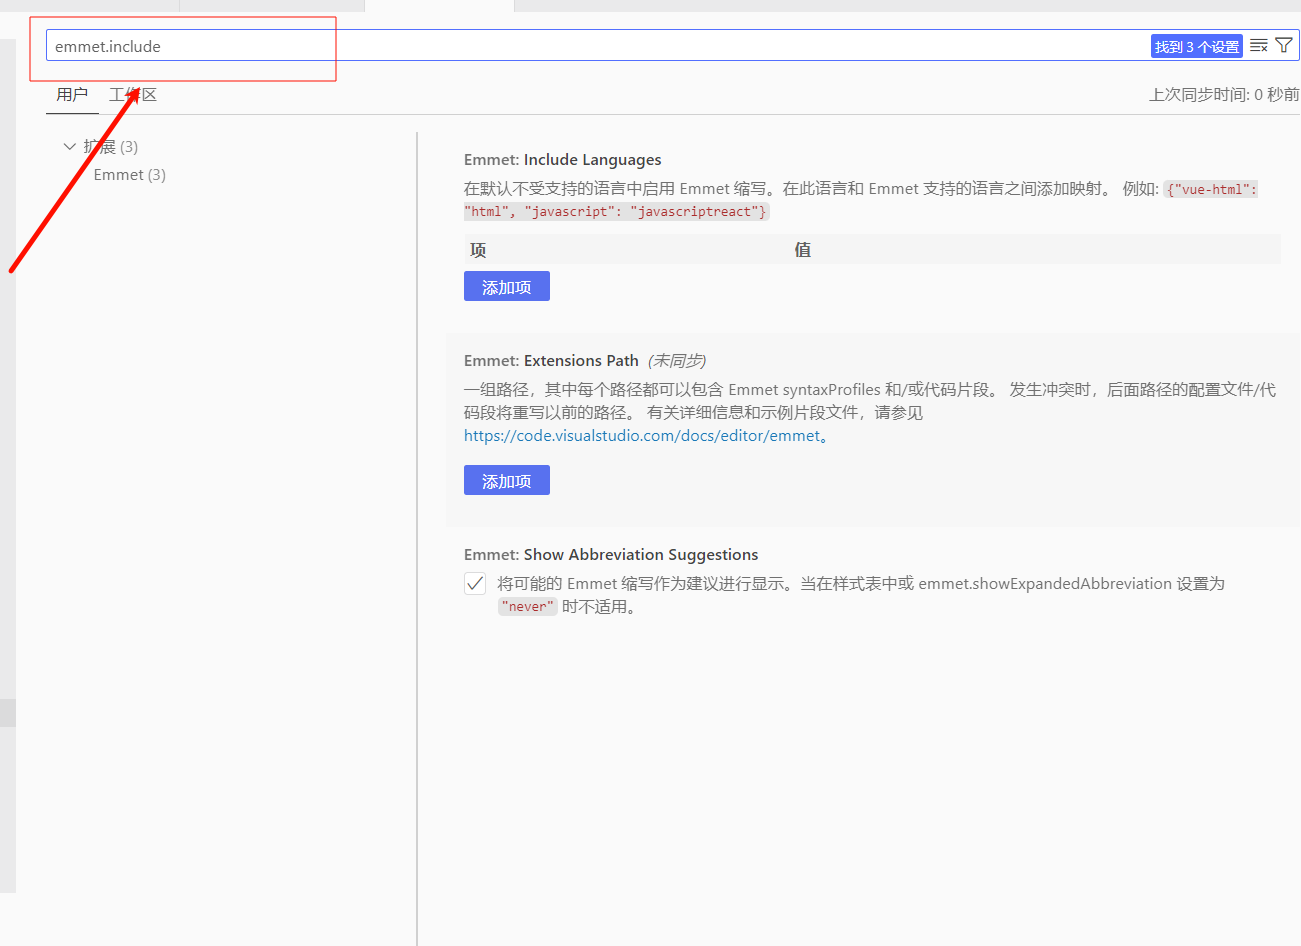 emmet.include
找到 3 个设置
用户 工作区
上次同步时间: 0 秒前
扩展 (3)
Emmet (3)
Emmet: Include Languages
在默认不受支持的语言中启用 Emmet 缩写。在此语言和 Emmet 支持的语言之间添加映射。 例如: {"vue-html":
"html", "javascript": "javascriptreact"}
项 值
添加项
Emmet: Extensions Path (未同步)
一组路径，其中每个路径都可以包含 Emmet syntaxProfiles 和/或代码片段。 发生冲突时，后面路径的配置文件/代
码段将重写以前的路径。 有关详细信息和示例片段文件，请参见
https://code.visualstudio.com/docs/editor/emmet。
添加项
Emmet: Show Abbreviation Suggestions
将可能的 Emmet 缩写作为建议进行显示。当在样式表中或 emmet.showExpandedAbbreviation 设置为
"never" 时不适用。